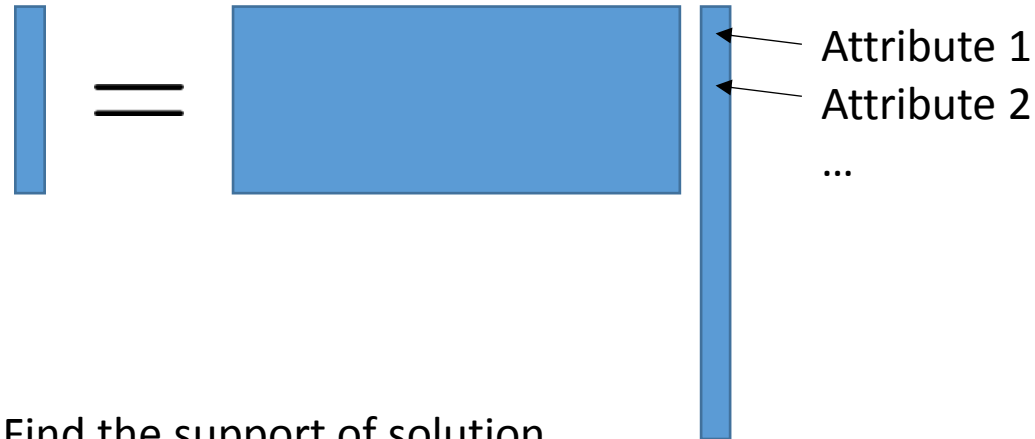 Attribute 1
Attribute 2
...
Find the support of solution